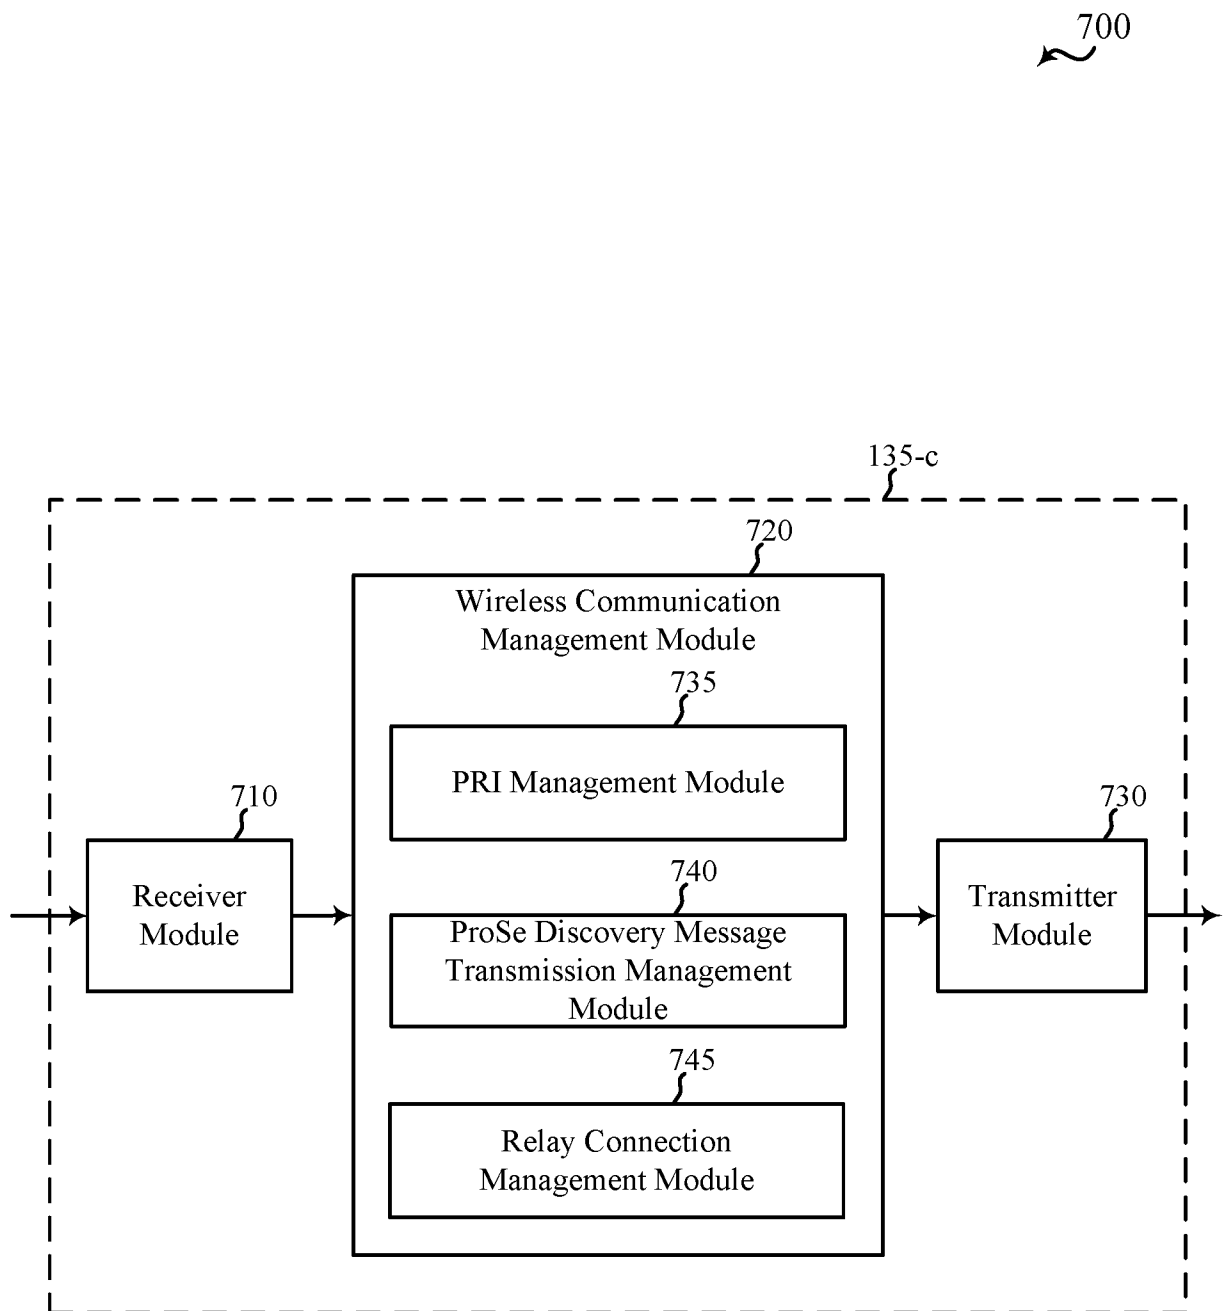 700
135-c
720
Wireless Communication
Management Module
735
PRI Management Module
710
Receiver
Module
740
ProSe Discovery Message
Transmission Management
Module
730
Transmitter
Module
745
Relay Connection
Management Module